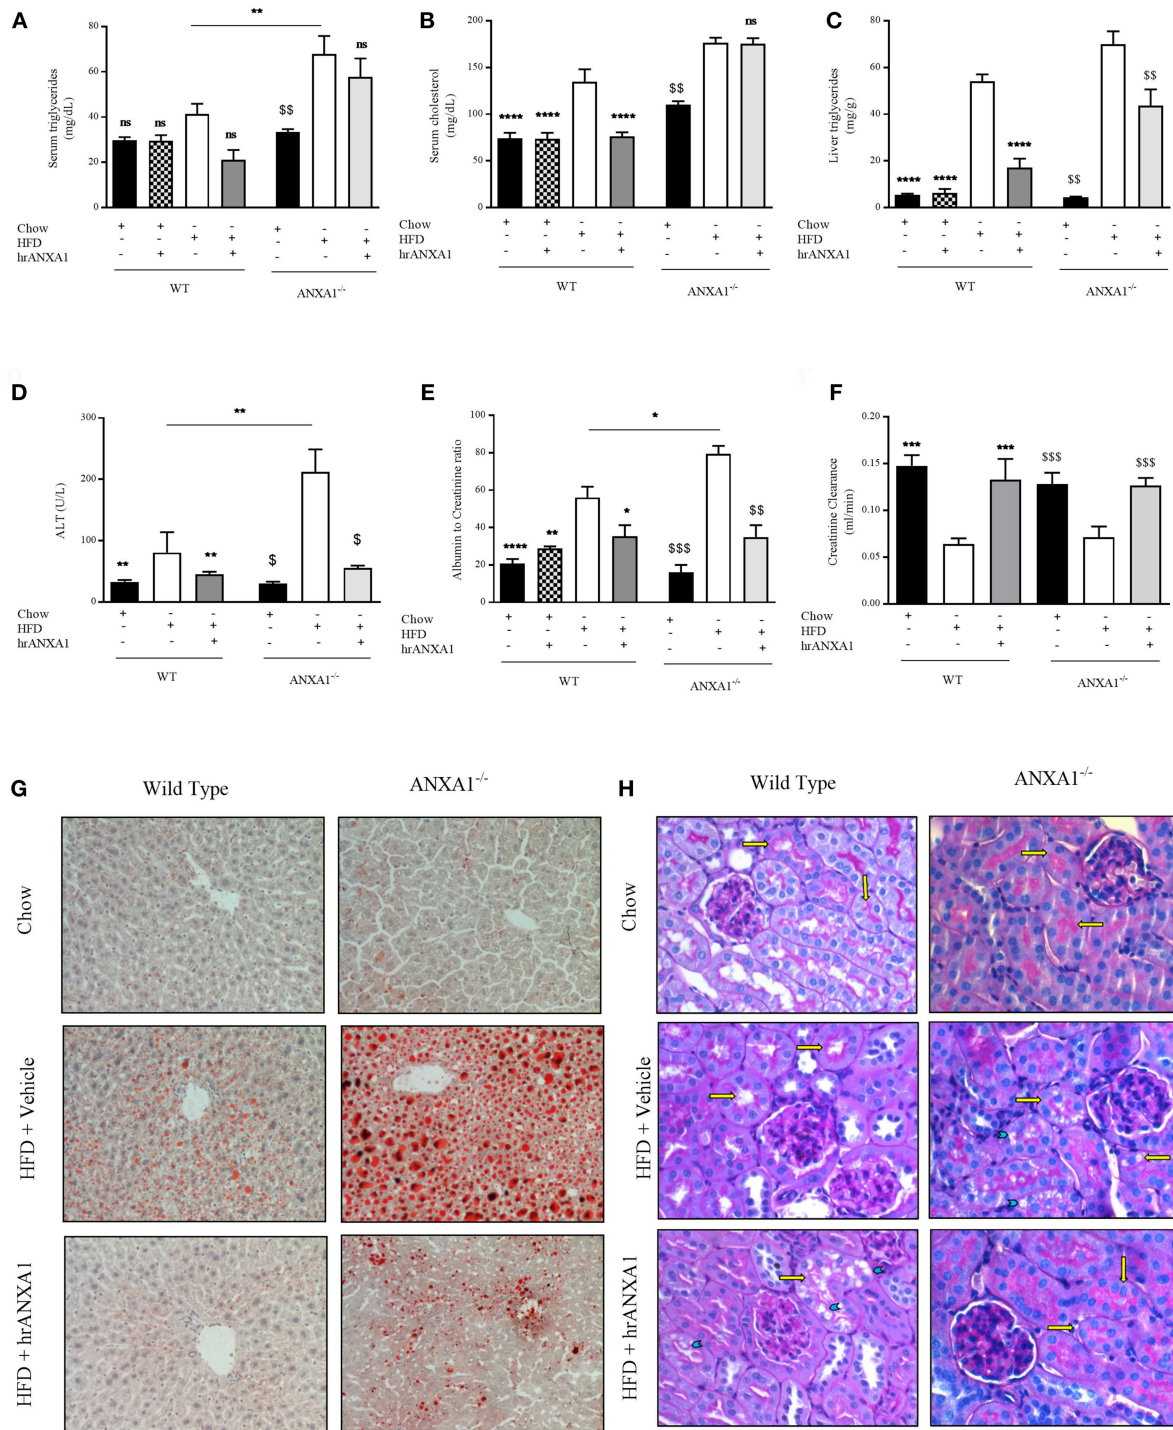 A
Serum triglycerides
(mg/dL)
80
60
40
20
0
**
ns
ns
ns
$$
ns
Chow + + - - + - -
HFD - - + + - + +
hrANXA1 - + - + - - +
WT
ANXA1-/-
B
Serum cholesterol
(mg/dL)
200
150
100
50
0
****
****
****
$$
ns
Chow + + - - + - -
HFD - - + + - + +
hrANXA1 - + - + - - +
WT
ANXA1-/-
C
Liver triglycerides
(mg/g)
80
60
40
20
0
****
****
****
$$
$$
Chow + + - - + - -
HFD - - + + - + +
hrANXA1 - + - + - - +
WT
ANXA1-/-
D
ALT (U/L)
300
200
100
0
**
**
**
$
$
Chow + - - + - -
HFD - + + - + +
hrANXA1 - - + - - +
WT
ANXA1-/-
E
Albumin to Creatinine ratio
100
80
60
40
20
0
*
****
**
*
$$$
$$
Chow + + - - + - -
HFD - - + + - + +
hrANXA1 - + - + - - +
WT
ANXA1-/-
F
Creatinine Clearance
(ml/min)
0.20
0.15
0.10
0.05
0.00
***
***
$$$
$$$
Chow + - - + - -
HFD - + + - + +
hrANXA1 - - + - - +
WT
ANXA1-/-
G
Wild Type
ANXA1-/-
Chow
HFD + Vehicle
HFD + hrANXA1
H
Wild Type
ANXA1-/-
Chow
HFD + Vehicle
HFD + hrANXA1